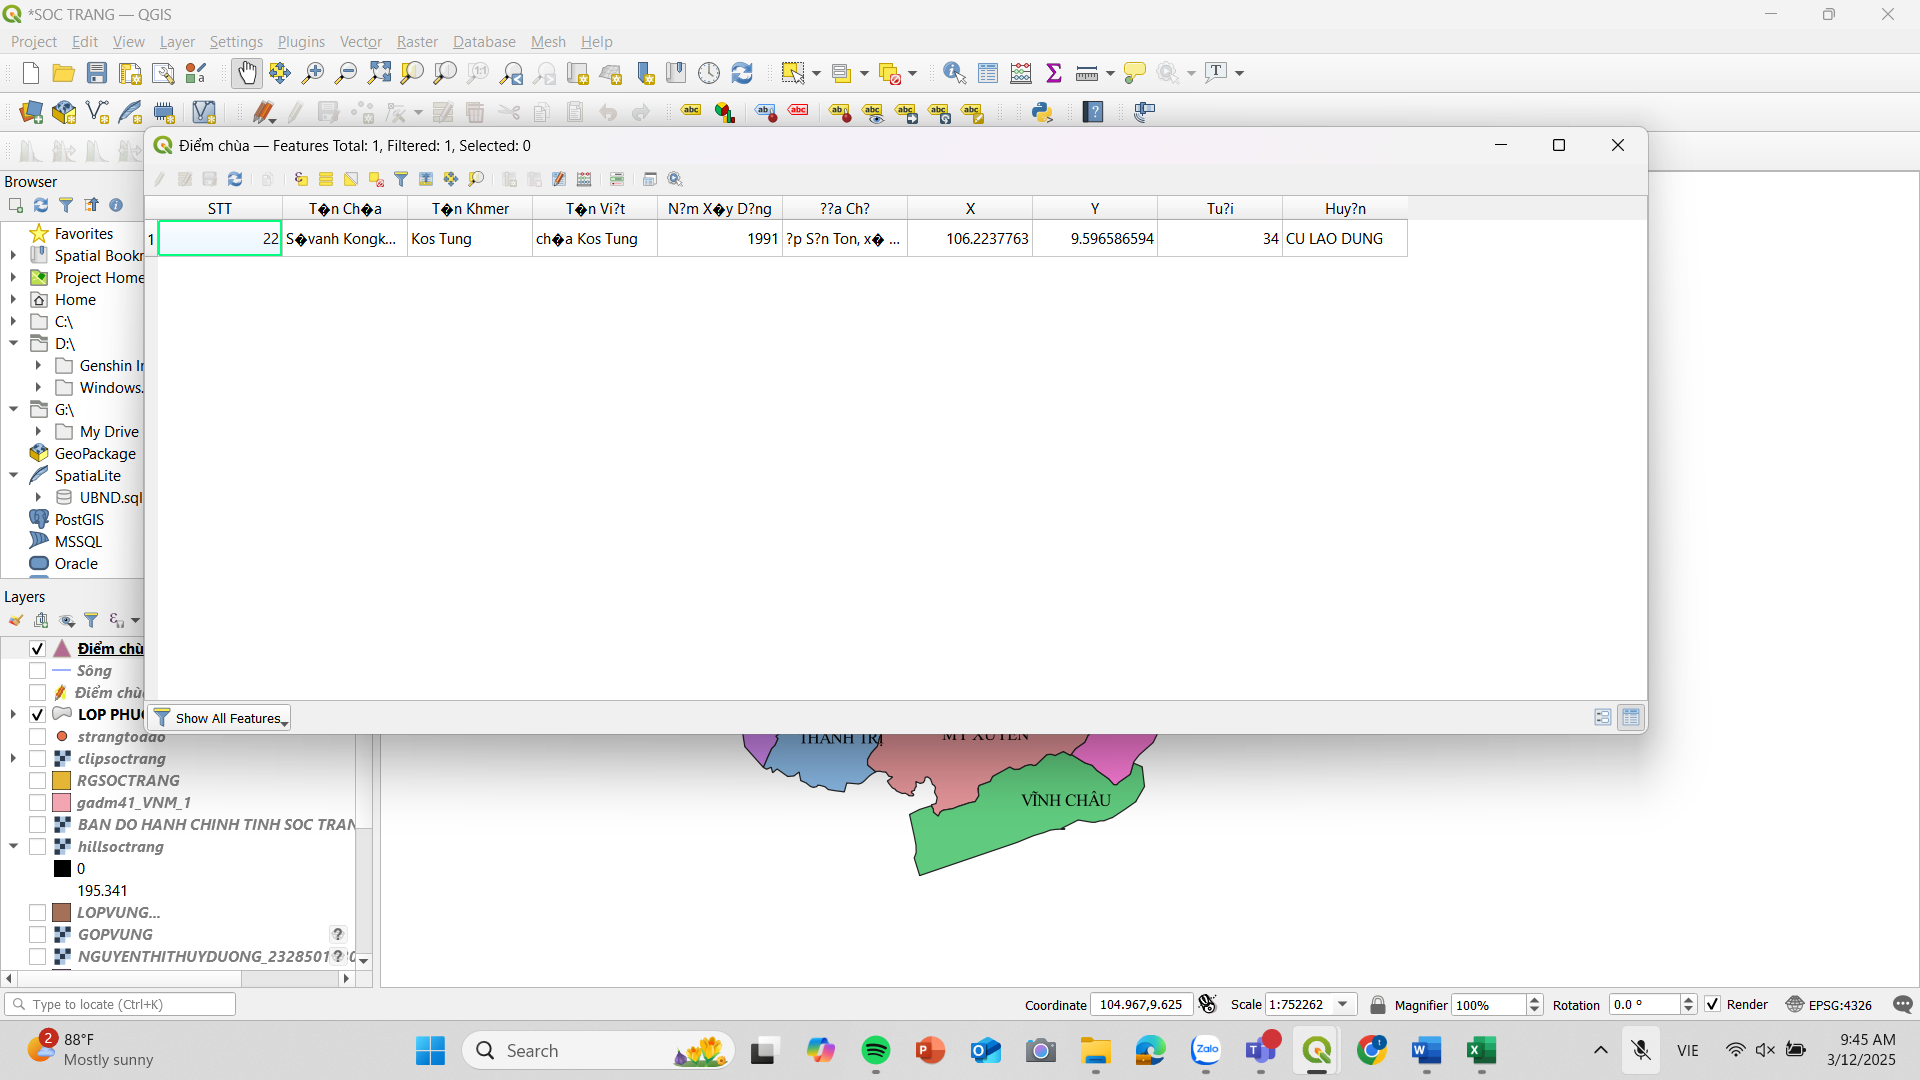 *SOC TRANG — QGIS
Project Edit View Layer Settings Plugins Vector Raster Database Mesh Help
Điểm chùa — Features Total: 1, Filtered: 1, Selected: 0
STT T�n Ch�a T�n Khmer T�n Vi?t N?m X�y D?ng ??a Ch? X Y Tu?i Huy?n
1 22 S�vanh Kongk... Kos Tung ch�a Kos Tung 1991 ?p S?n Ton, x� ... 106.2237763 9.596586594 34 CU LAO DUNG
Show All Features
Browser
Favorites
Spatial Bookr
Project Home
Home
C:\
D:\
Genshin Ir
Windows.
G:\
My Drive
GeoPackage
SpatiaLite
UBND.sql
PostGIS
MSSQL
Oracle
Layers
Điểm chù
Sông
Điểm chù
LOP PHU
strangtoado
clipsoctrang
RGSOCTRANG
gadm41_VNM_1
BAN DO HANH CHINH TINH SOC TRAN
hillsoctrang
0
195.341
LOPVUNG...
GOPVUNG ?
NGUYENTHITHUYDUONG_2328501
THẠNH TRỊ
MỸ XUYÊN
VĨNH CHÂU
Type to locate (Ctrl+K) Coordinate 104.967,9.625 Scale 1:752262 Magnifier 100% Rotation 0.0 ° Render EPSG:4326
2 88°F
Mostly sunny
Search
Zalo
VIE
9:45 AM
3/12/2025